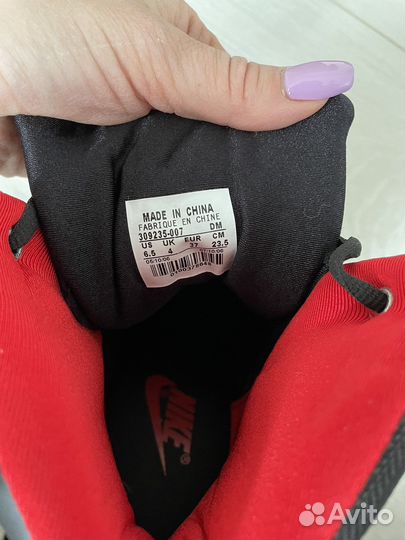 MADE IN CHINA
FABRIQUE EN CHINE
309235-007 DM
US UK EUR CM
6.5 4 37 23.5
NIKE
®
Avito